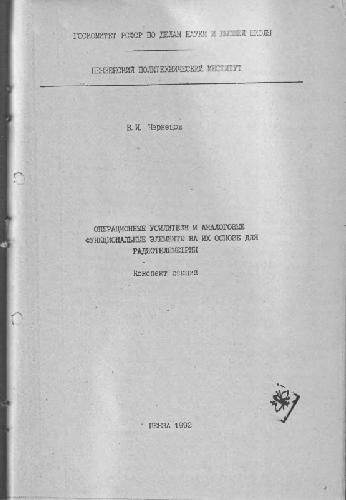 ГОСКОМИТЕТ РСФСР ПО ДЕЛАМ НАУКИ И ВЫСШЕЙ ШКОЛЫ
ПЕНЗЕНСКИЙ ПОЛИТЕХНИЧЕСКИЙ ИНСТИТУТ
В.И. Чернецов
ОПЕРАЦИОННЫЕ УСИЛИТЕЛИ И АНАЛОГОВЫЕ
ФУНКЦИОНАЛЬНЫЕ ЭЛЕМЕНТЫ НА ИХ ОСНОВЕ ДЛЯ
РАДИОТЕЛЕМЕТРИИ
Конспект лекций
ПЕНЗА 1992